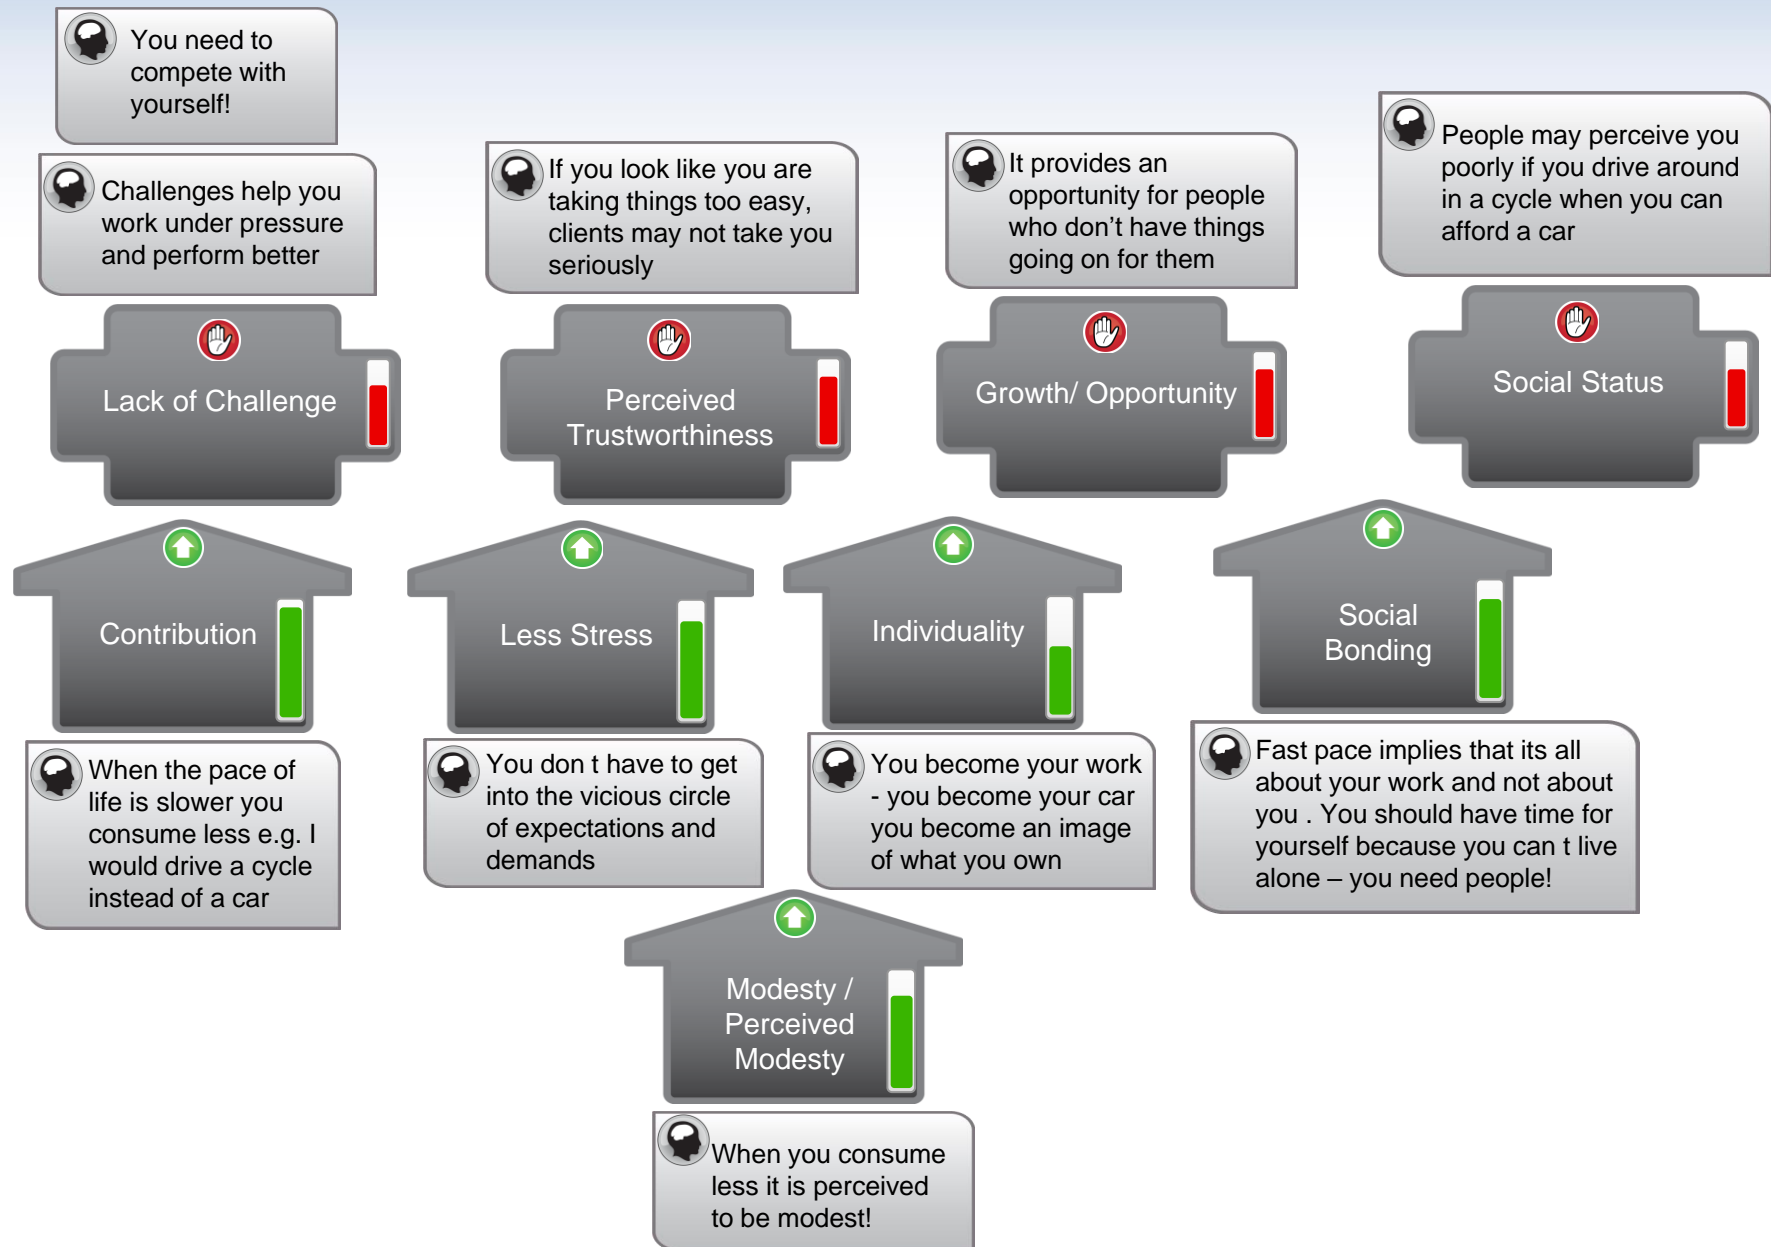 You need to
compete with
yourself!
Challenges help you
work under pressure
and perform better
If you look like you are
taking things too easy,
clients may not take you
seriously
It provides an
opportunity for people
who don’t have things
going on for them
People may perceive you
poorly if you drive around
in a cycle when you can
afford a car
Lack of Challenge
Perceived
Trustworthiness
Growth/ Opportunity
Social Status
Contribution
Less Stress
Individuality
Social
Bonding
When the pace of
life is slower you
consume less e.g. I
would drive a cycle
instead of a car
You don t have to get
into the vicious circle
of expectations and
demands
You become your work
- you become your car
you become an image
of what you own
Fast pace implies that its all
about your work and not about
you . You should have time for
yourself because you can t live
alone – you need people!
Modesty /
Perceived
Modesty
When you consume
less it is perceived
to be modest!